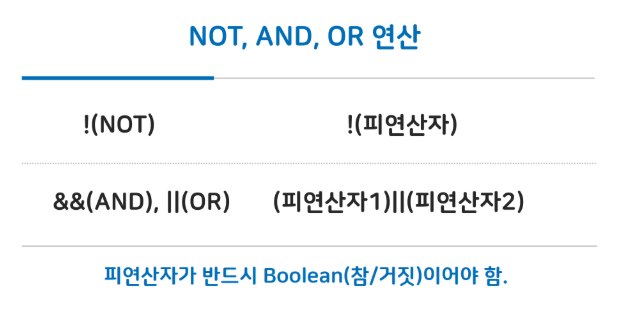 NOT, AND, OR 연산
!(NOT) !(피연산자)
&&(AND), ||(OR) (피연산자1)||(피연산자2)
피연산자가 반드시 Boolean(참/거짓)이어야 함.